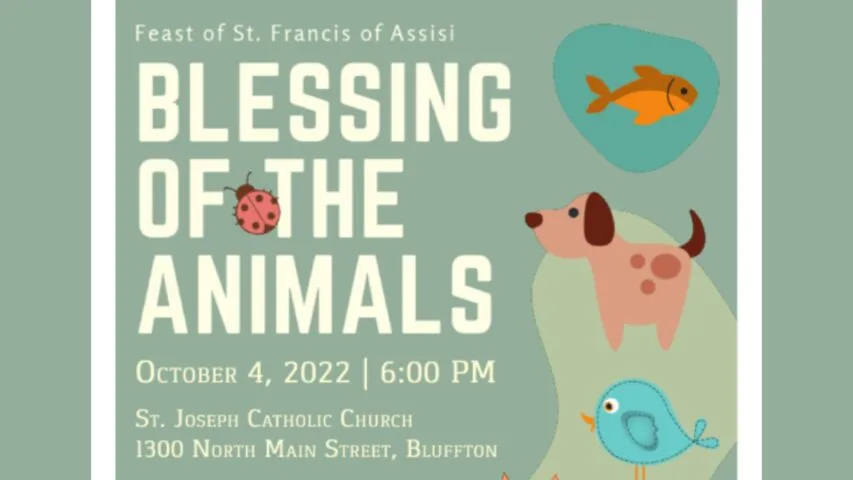 Feast of St. Francis of Assisi
BLESSING
OF THE
ANIMALS
October 4, 2022 | 6:00 PM
St. Joseph Catholic Church
1300 North Main Street, Bluffton